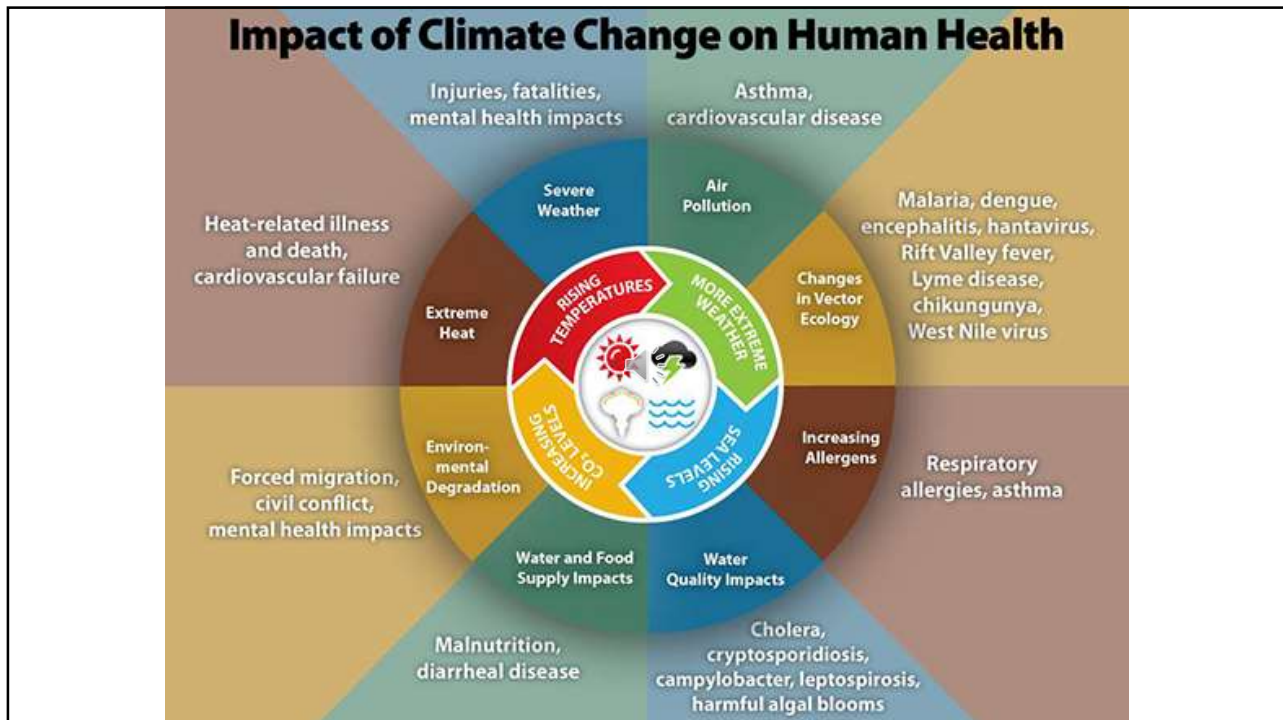 Impact of Climate Change on Human Health
Injuries, fatalities,
mental health impacts
Asthma,
cardiovascular disease
Severe
Weather
Air
Pollution
Heat-related illness
and death,
cardiovascular failure
Malaria, dengue,
encephalitis, hantavirus,
Rift Valley fever,
Lyme disease,
chikungunya,
West Nile virus
Extreme
Heat
Changes
in Vector
Ecology
RISING
TEMPERATURES
MORE EXTREME
WEATHER
INCREASING
CO₂ LEVELS
RISING
SEA LEVELS
Environ-
mental
Degradation
Increasing
Allergens
Forced migration,
civil conflict,
mental health impacts
Respiratory
allergies, asthma
Water and Food
Supply Impacts
Water
Quality Impacts
Malnutrition,
diarrheal disease
Cholera,
cryptosporidiosis,
campylobacter, leptospirosis,
harmful algal blooms